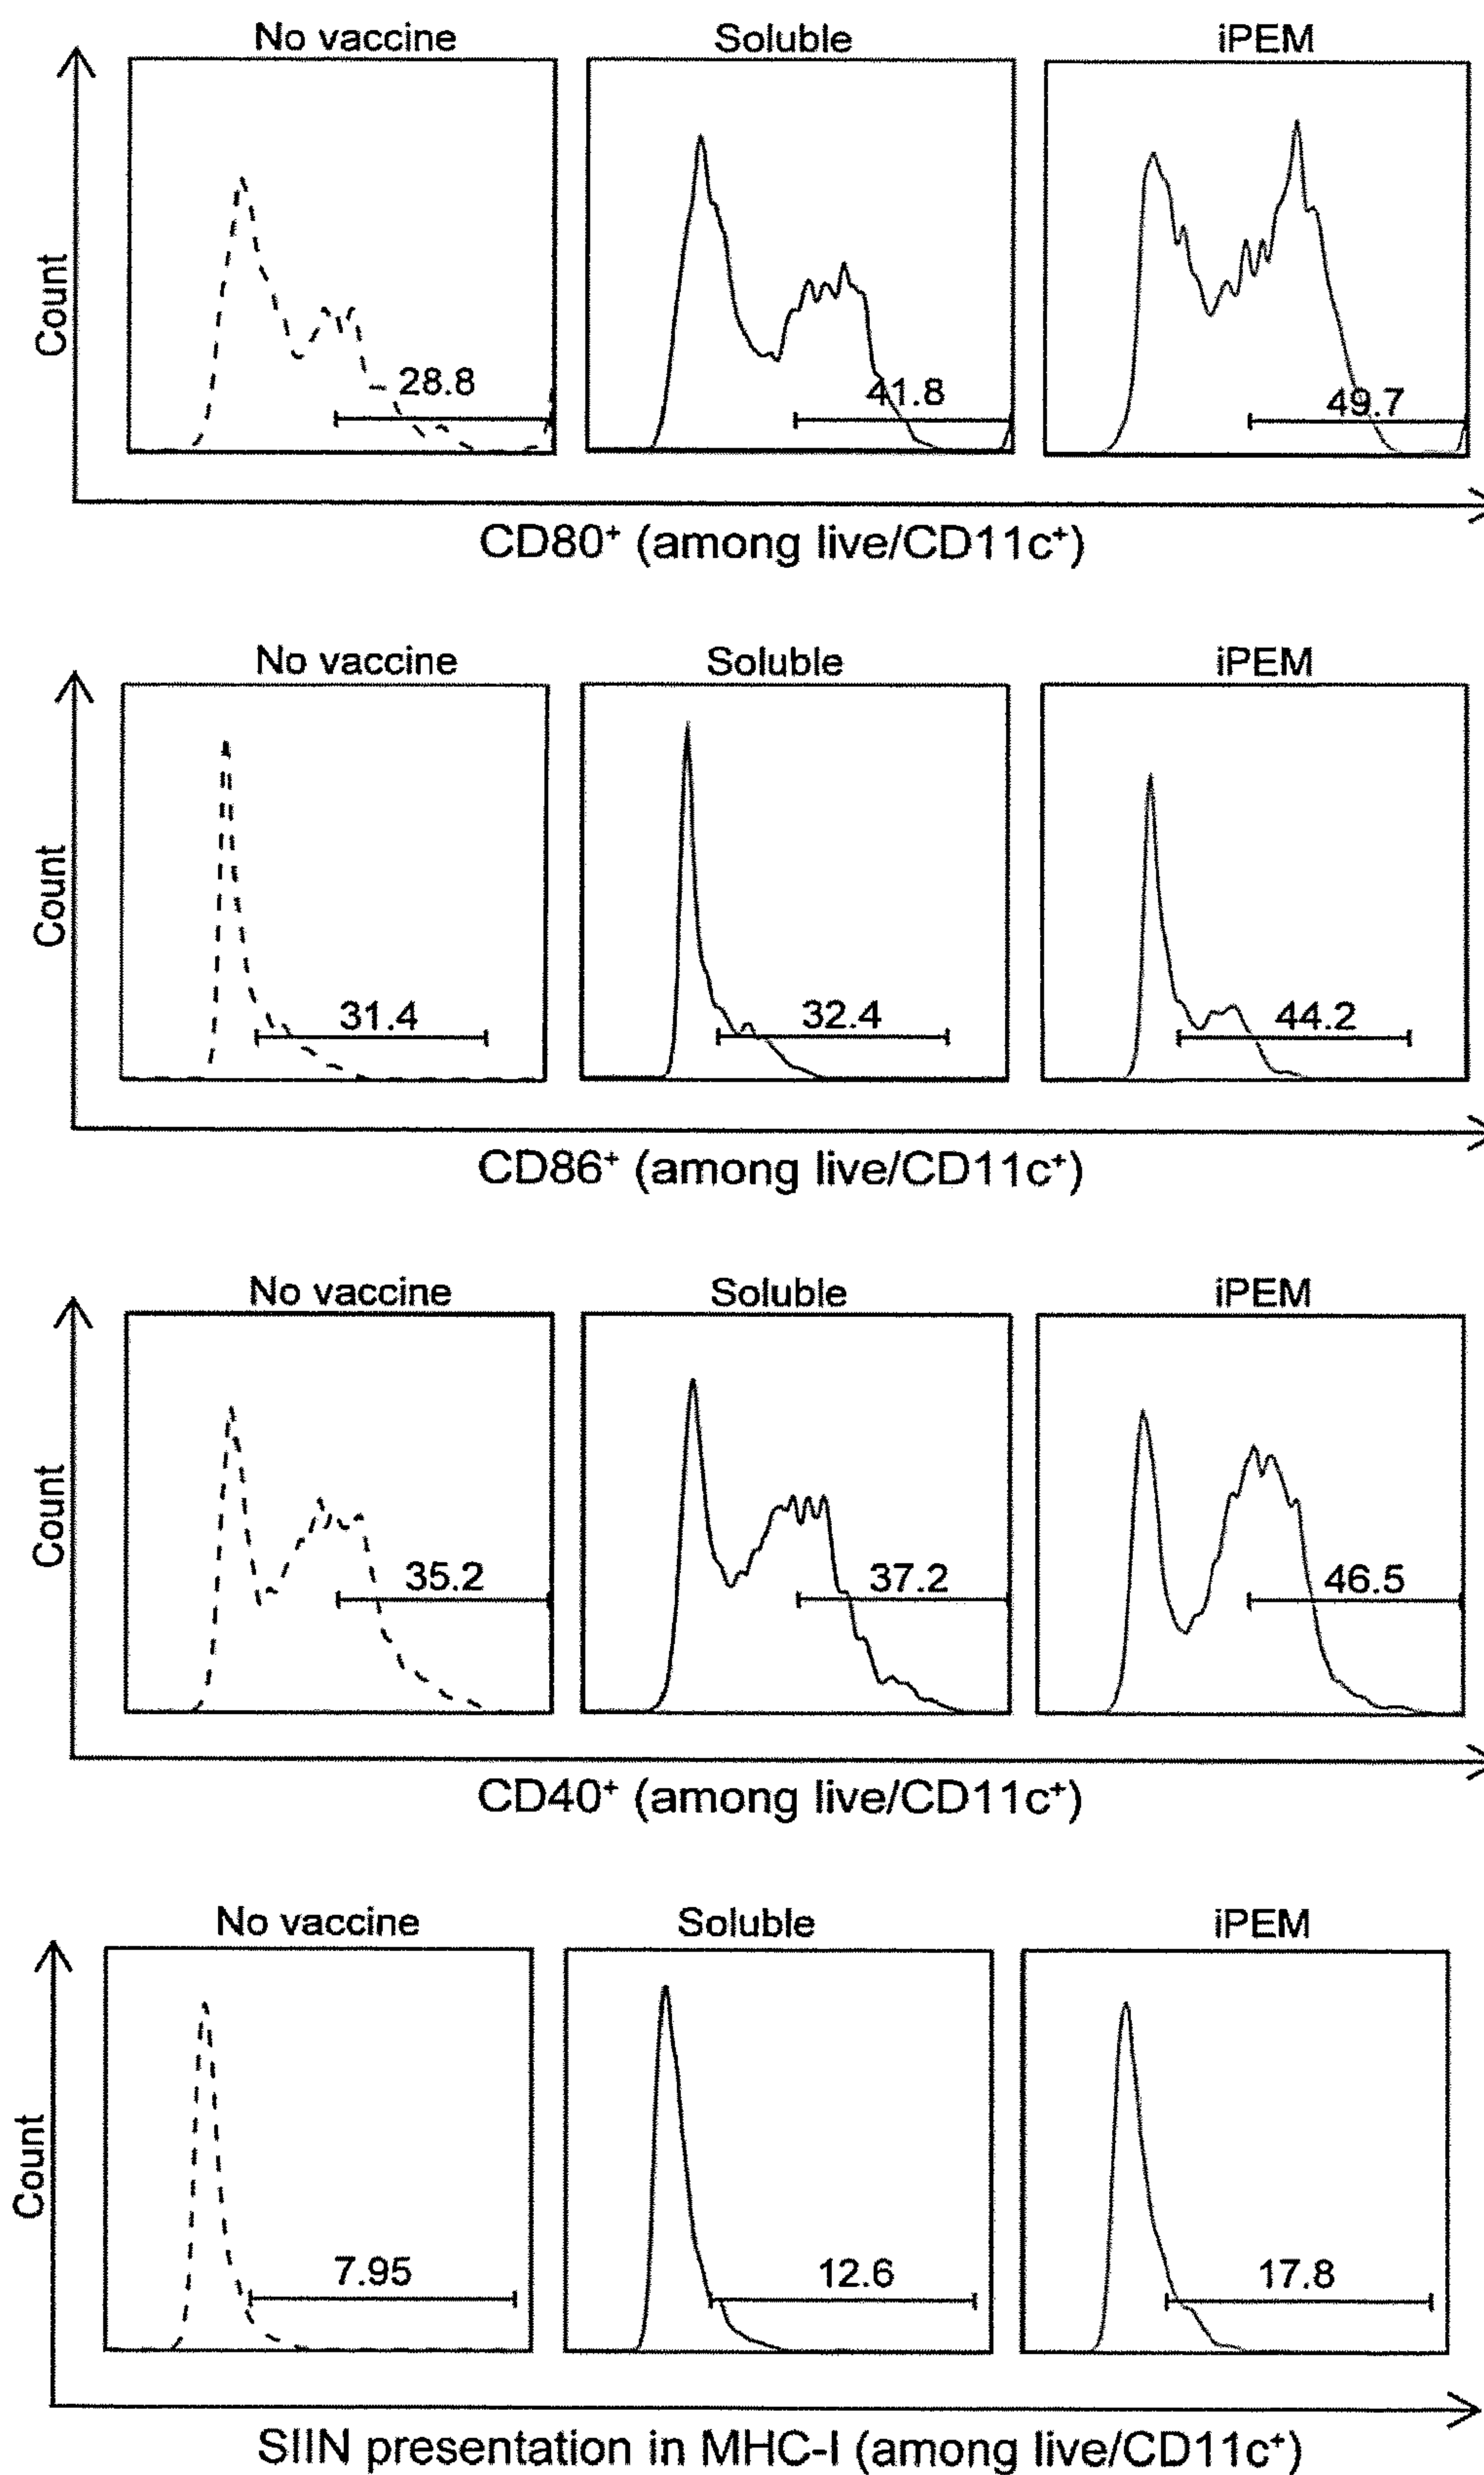 No vaccine Soluble iPEM
Count
28.8 41.8 49.7
CD80⁺ (among live/CD11c⁺)
No vaccine Soluble iPEM
Count
31.4 32.4 44.2
CD86⁺ (among live/CD11c⁺)
No vaccine Soluble iPEM
Count
35.2 37.2 46.5
CD40⁺ (among live/CD11c⁺)
No vaccine Soluble iPEM
Count
7.95 12.6 17.8
SIIN presentation in MHC-I (among live/CD11c⁺)